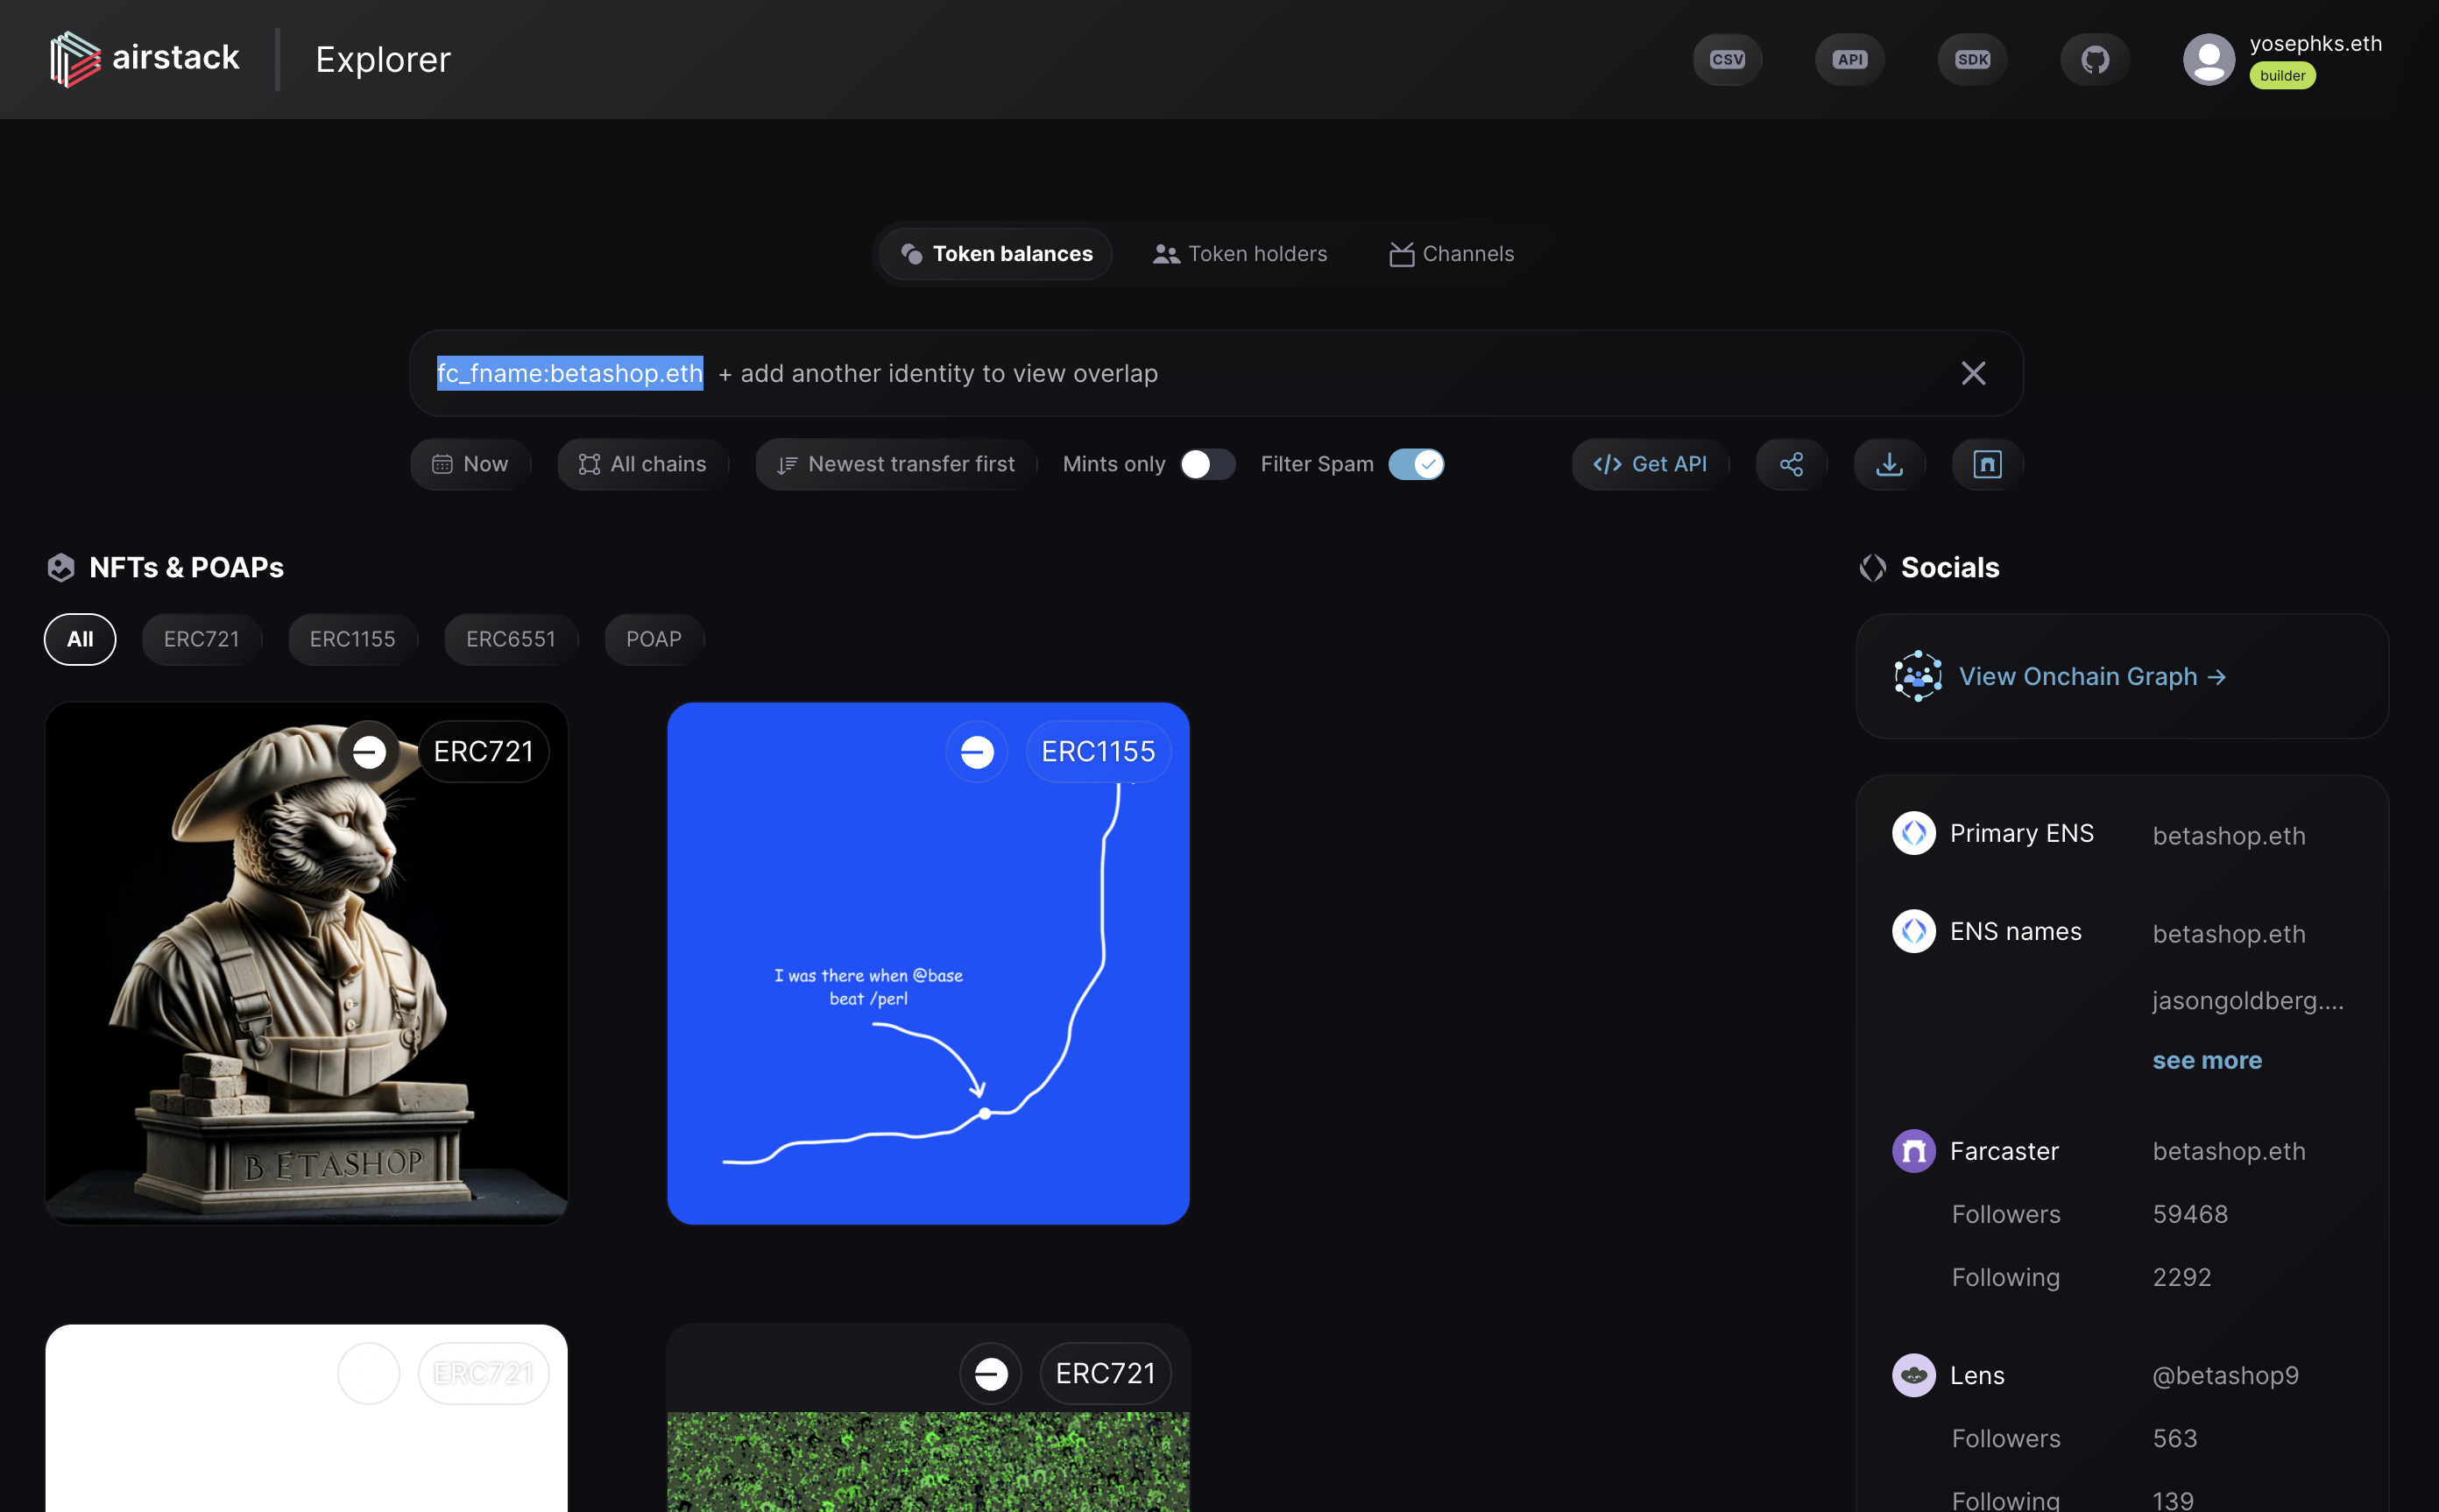 airstack
Explorer
CSV
API
SDK
yosephks.eth
builder
Token balances
Token holders
Channels
fc_fname:betashop.eth + add another identity to view overlap
Now
All chains
Newest transfer first
Mints only
Filter Spam
Get API
NFTs & POAPs
All
ERC721
ERC1155
ERC6551
POAP
ERC721
BETASHOP
ERC1155
I was there when @base
beat /perl
ERC721
ERC721
Socials
View Onchain Graph →
Primary ENS betashop.eth
ENS names betashop.eth
jasongoldberg....
see more
Farcaster betashop.eth
Followers 59468
Following 2292
Lens @betashop9
Followers 563
Following 139